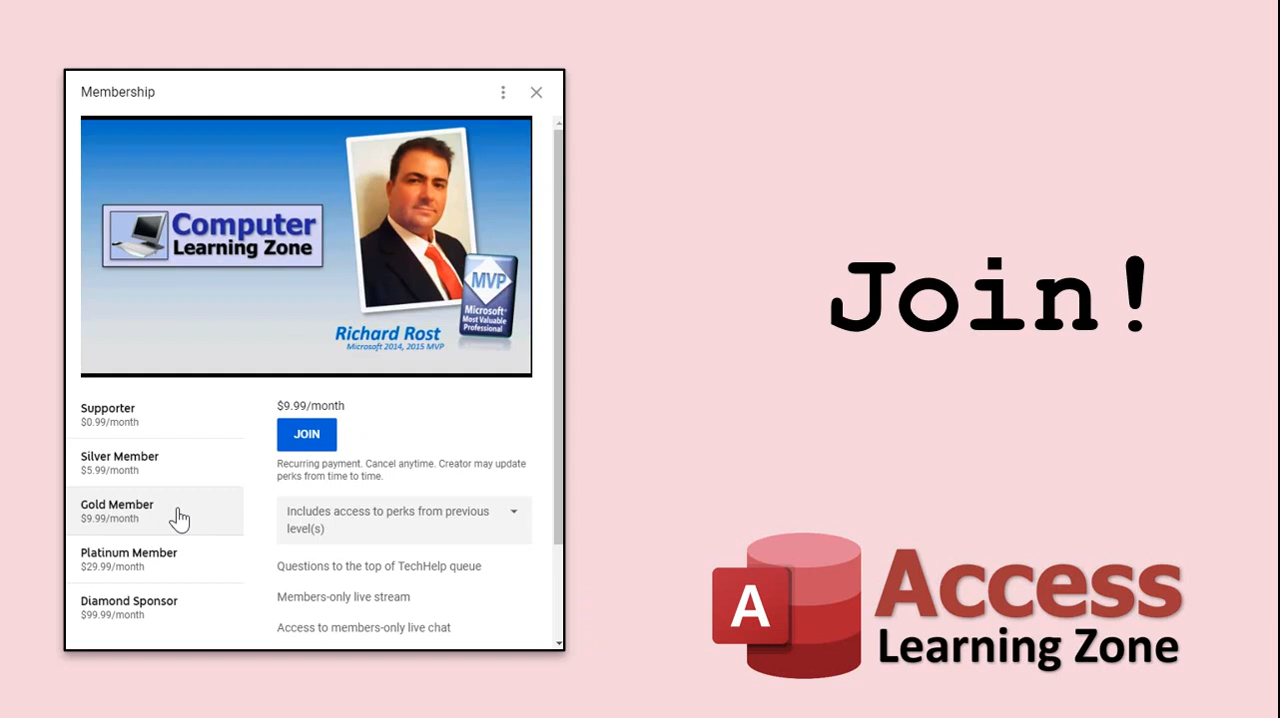 Membership
Computer
Learning Zone
MVP
Microsoft®
Most Valuable
Professional
Richard Rost
Microsoft 2014, 2015 MVP
Supporter
$0.99/month
Silver Member
$5.99/month
Gold Member
$9.99/month
Platinum Member
$29.99/month
Diamond Sponsor
$99.99/month
$9.99/month
JOIN
Recurring payment. Cancel anytime. Creator may update
perks from time to time.
Includes access to perks from previous
level(s)
Questions to the top of TechHelp queue
Members-only live stream
Access to members-only live chat
Join!
A
Access
Learning Zone